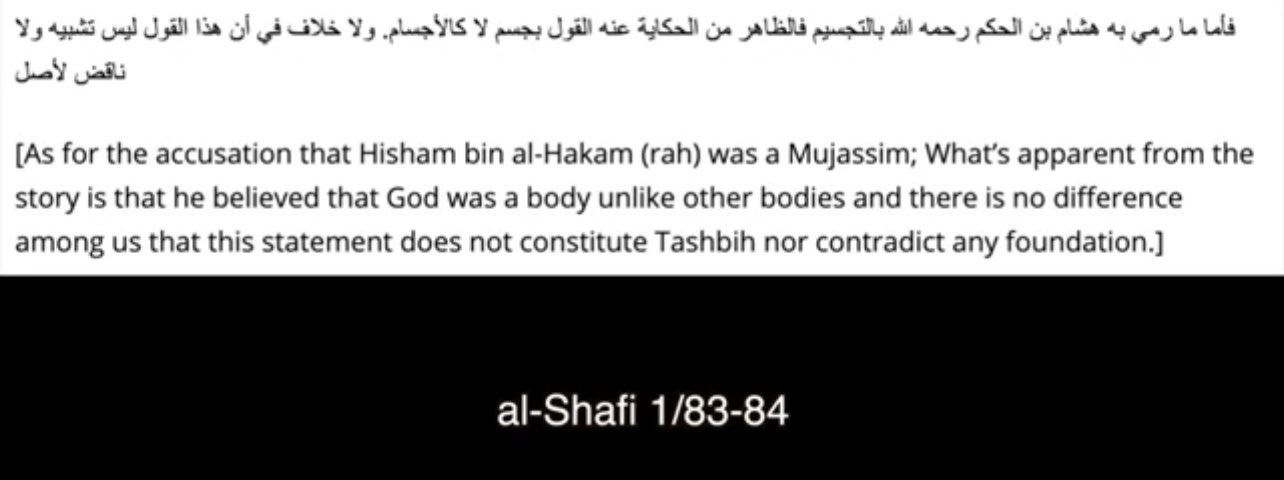 فأما ما رمي به هشام بن الحكم رحمه الله بالتجسيم فالظاهر من الحكاية عنه القول بجسم لا كالأجسام. ولا خلاف في أن هذا القول ليس تشبيه ولا
ناقض لأصل
[As for the accusation that Hisham bin al-Hakam (rah) was a Mujassim; What’s apparent from the
story is that he believed that God was a body unlike other bodies and there is no difference
among us that this statement does not constitute Tashbih nor contradict any foundation.]
al-Shafi 1/83-84